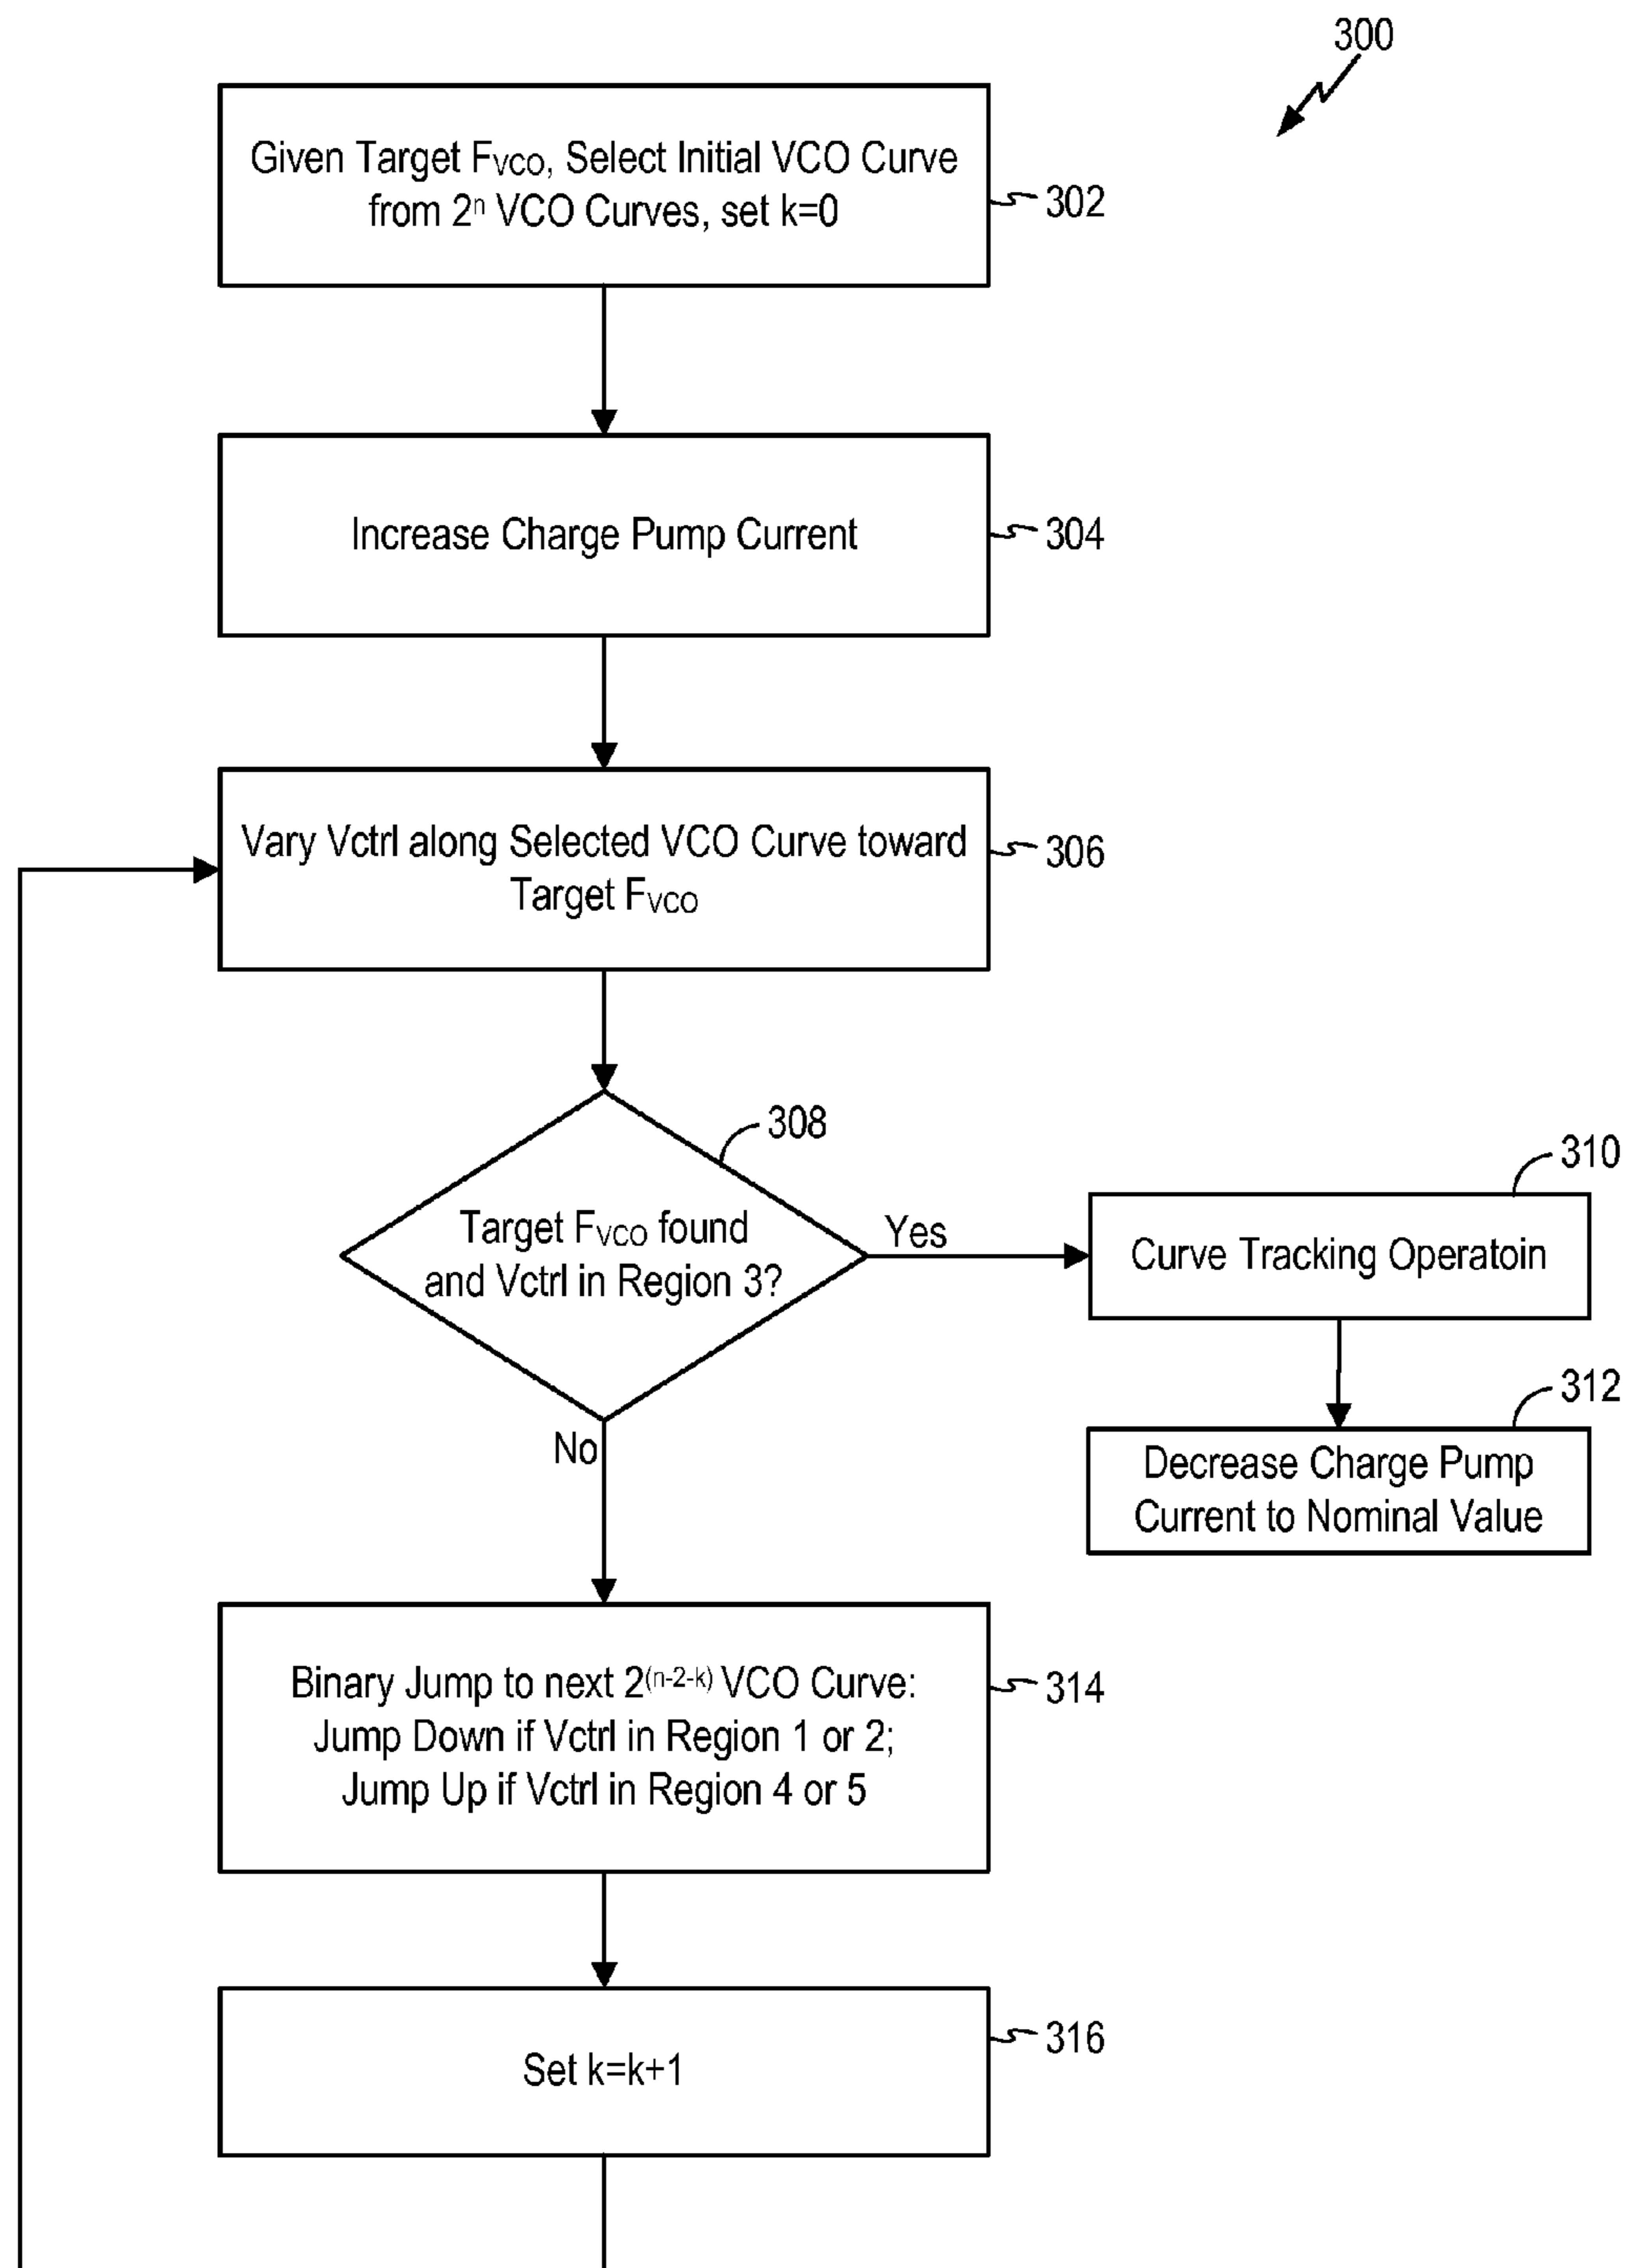 300
Given Target FVCO, Select Initial VCO Curve
from 2ⁿ VCO Curves, set k=0
302
Increase Charge Pump Current
304
Vary Vctrl along Selected VCO Curve toward
Target FVCO
306
308
Target FVCO found
and Vctrl in Region 3?
Yes
310
Curve Tracking Operatoin
312
Decrease Charge Pump
Current to Nominal Value
No
Binary Jump to next 2⁽ⁿ⁻²⁻ᵏ⁾ VCO Curve:
Jump Down if Vctrl in Region 1 or 2;
Jump Up if Vctrl in Region 4 or 5
314
Set k=k+1
316